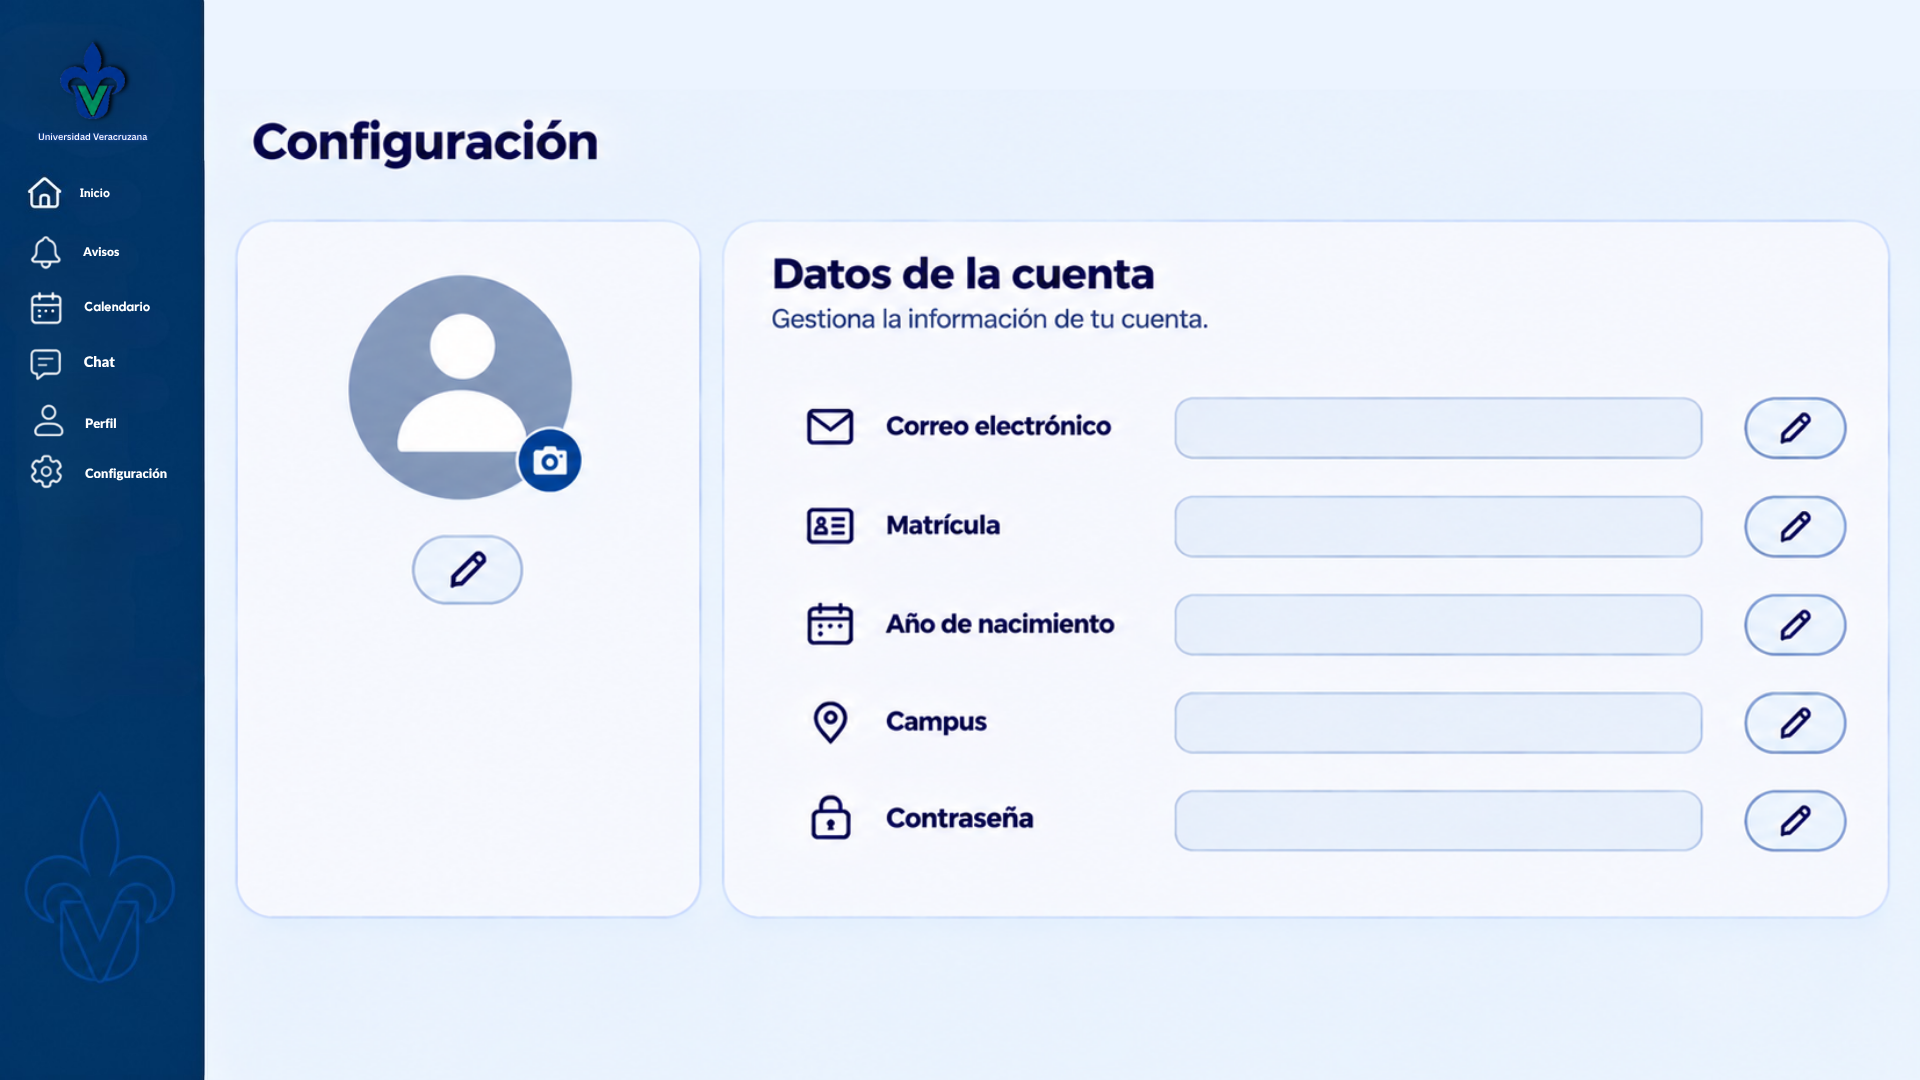 Universidad Veracruzana
Inicio
Avisos
Calendario
Chat
Perfil
Configuración
Configuración
Datos de la cuenta
Gestiona la información de tu cuenta.
Correo electrónico
Matrícula
Año de nacimiento
Campus
Contraseña